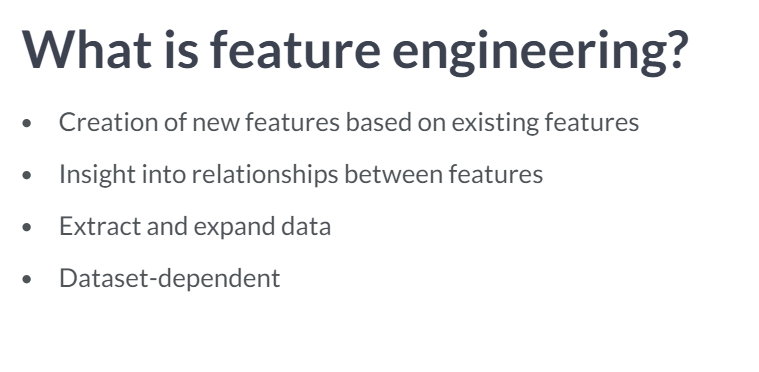 What is feature engineering?
• Creation of new features based on existing features
• Insight into relationships between features
• Extract and expand data
• Dataset-dependent